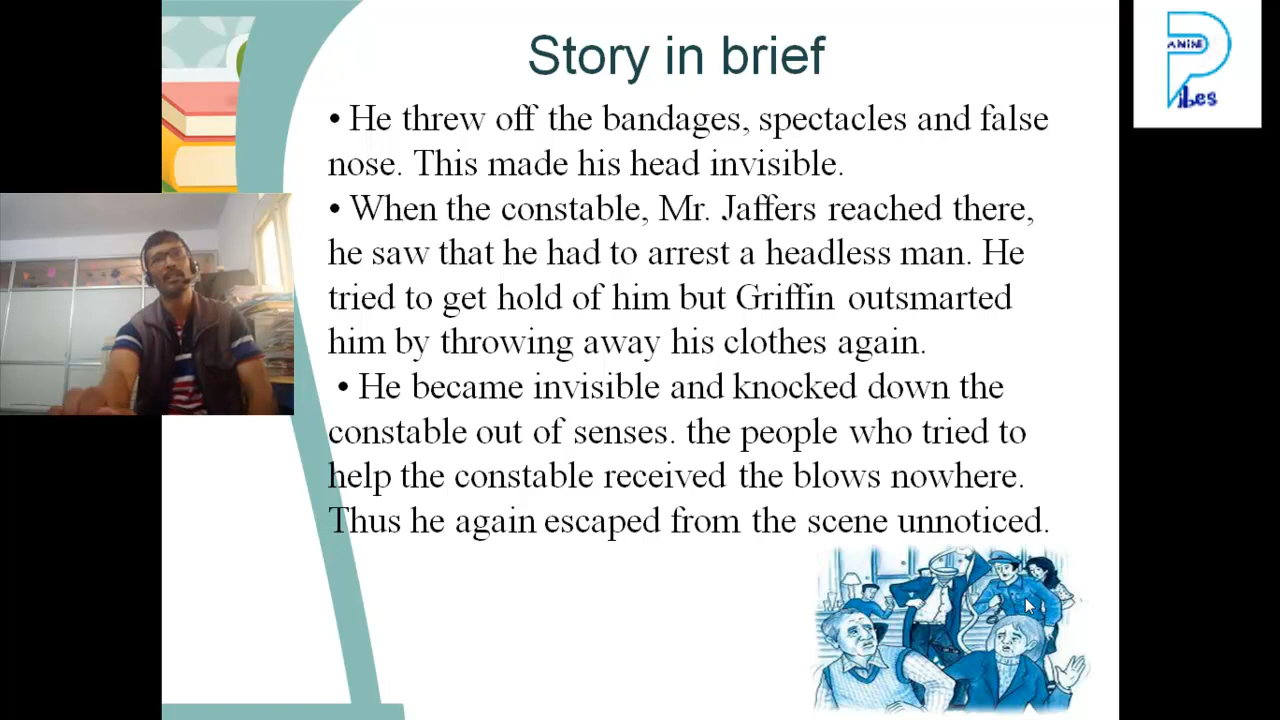 Story in brief
• He threw off the bandages, spectacles and false
nose. This made his head invisible.
• When the constable, Mr. Jaffers reached there,
he saw that he had to arrest a headless man. He
tried to get hold of him but Griffin outsmarted
him by throwing away his clothes again.
• He became invisible and knocked down the
constable out of senses. the people who tried to
help the constable received the blows nowhere.
Thus he again escaped from the scene unnoticed.
PANINI
Vibes